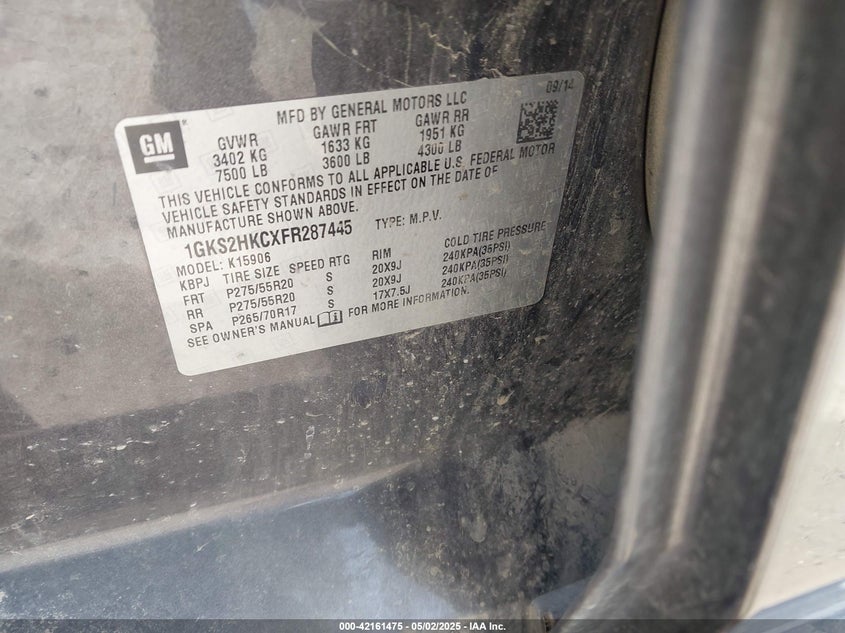 09/14
MFD BY GENERAL MOTORS LLC
GM
GVWR GAWR FRT GAWR RR
3402 KG 1633 KG 1951 KG
7500 LB 3600 LB 4300 LB
THIS VEHICLE CONFORMS TO ALL APPLICABLE U.S. FEDERAL MOTOR
VEHICLE SAFETY STANDARDS IN EFFECT ON THE DATE OF
MANUFACTURE SHOWN ABOVE.
1GKS2HKCXFR287445 TYPE: M.P.V.
MODEL: K15906
KBPJ TIRE SIZE SPEED RTG RIM COLD TIRE PRESSURE
FRT P275/55R20 S 20X9J 240KPA(35PSI)
RR P275/55R20 S 20X9J 240KPA(35PSI)
SPA P265/70R17 S 17X7.5J 240KPA(35PSI)
SEE OWNER'S MANUAL FOR MORE INFORMATION.
000-42161475 - 05/02/2025 - IAA Inc.